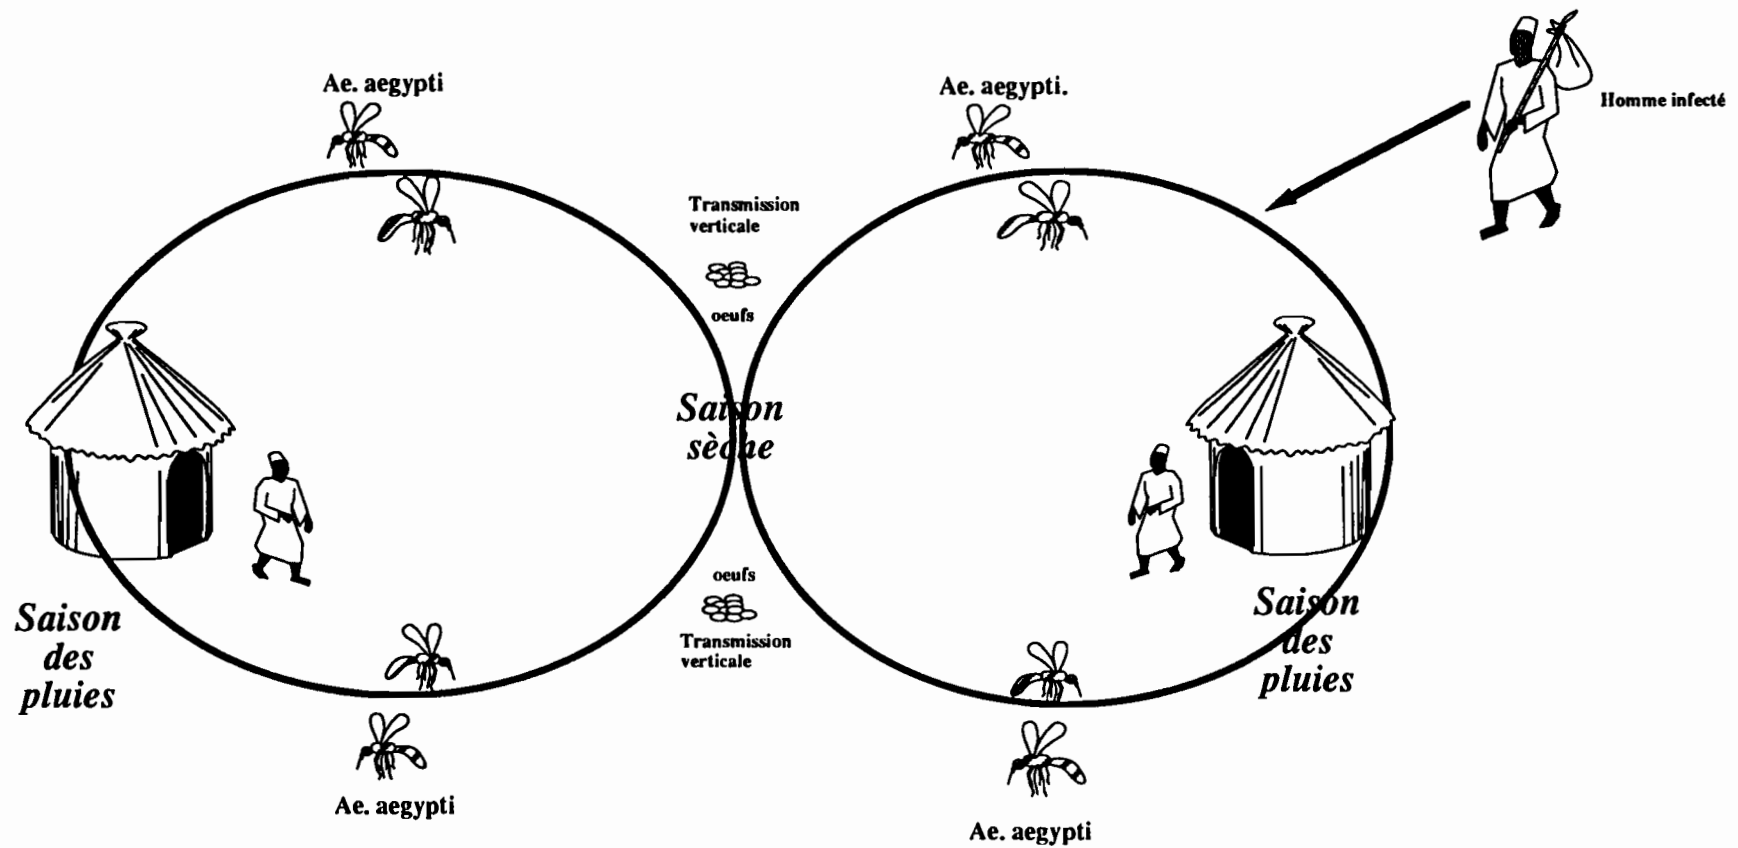 Ae. aegypti
Ae. aegypti.
Homme infecté
Transmission
verticale
oeufs
Saison
sèche
oeufs
Transmission
verticale
Saison
des
pluies
Saison
des
pluies
Ae. aegypti
Ae. aegypti